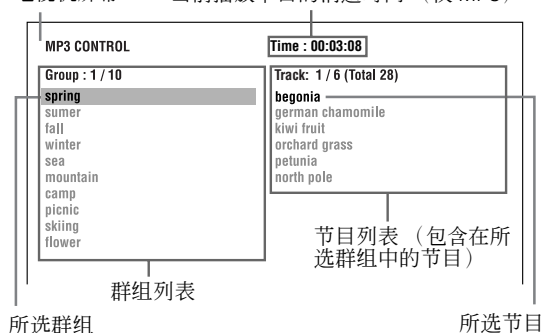 MP3 CONTROL
Time : 00:03:08
Group : 1 / 10
spring
sumer
fall
winter
sea
mountain
camp
picnic
skiing
flower
Track: 1 / 6 (Total 28)
begonia
german chamomile
kiwi fruit
orchard grass
petunia
north pole
节目列表 （包含在所
选群组中的节目）
群组列表
所选群组
所选节目